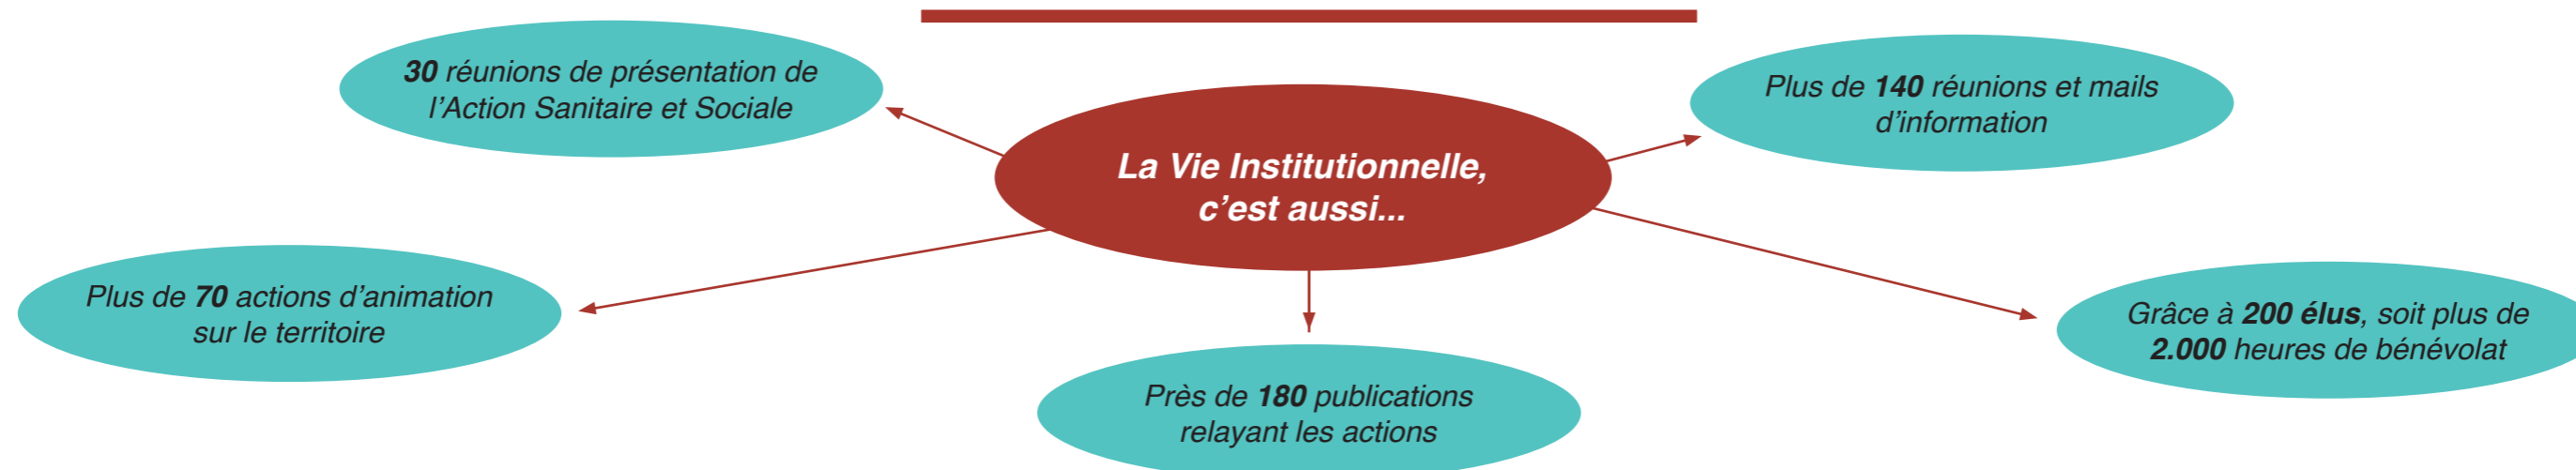 30 réunions de présentation de
l’Action Sanitaire et Sociale
Plus de 140 réunions et mails
d’information
La Vie Institutionnelle,
c’est aussi...
Plus de 70 actions d’animation
sur le territoire
Grâce à 200 élus, soit plus de
2.000 heures de bénévolat
Près de 180 publications
relayant les actions